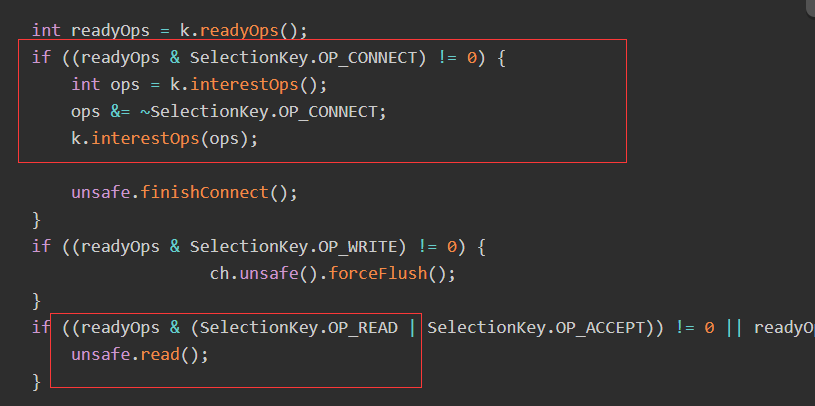 int readyOps = k.readyOps();
if ((readyOps & SelectionKey.OP_CONNECT) != 0) {
    int ops = k.interestOps();
    ops &= ~SelectionKey.OP_CONNECT;
    k.interestOps(ops);
    unsafe.finishConnect();
}
if ((readyOps & SelectionKey.OP_WRITE) != 0) {
                  ch.unsafe().forceFlush();
}
if ((readyOps & (SelectionKey.OP_READ | SelectionKey.OP_ACCEPT)) != 0 || readyO
    unsafe.read();
}